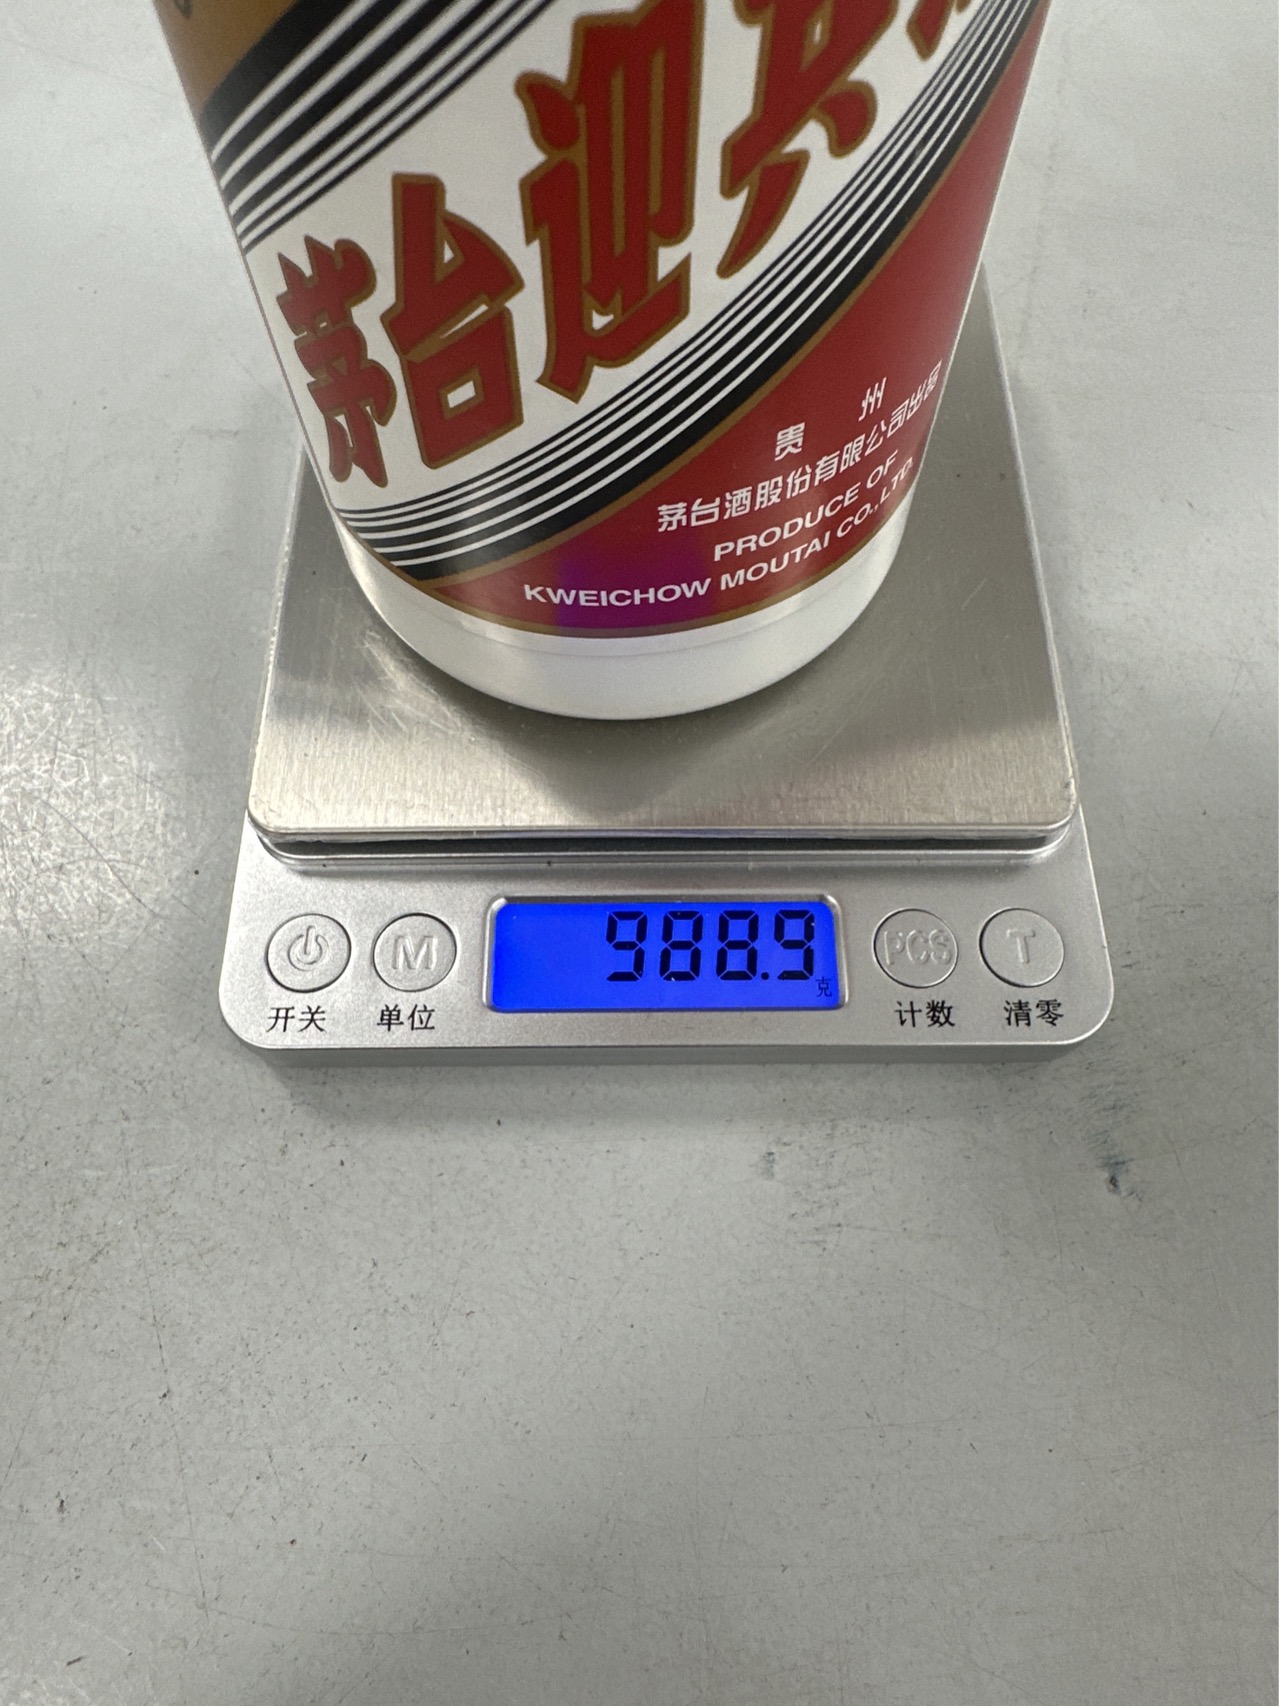 茅台迎宾
贵州
茅台酒股份有限公司出品
PRODUCE OF
KWEICHOW MOUTAI CO.,LTD.
988.9
克
M
PCS
T
开关
单位
计数
清零